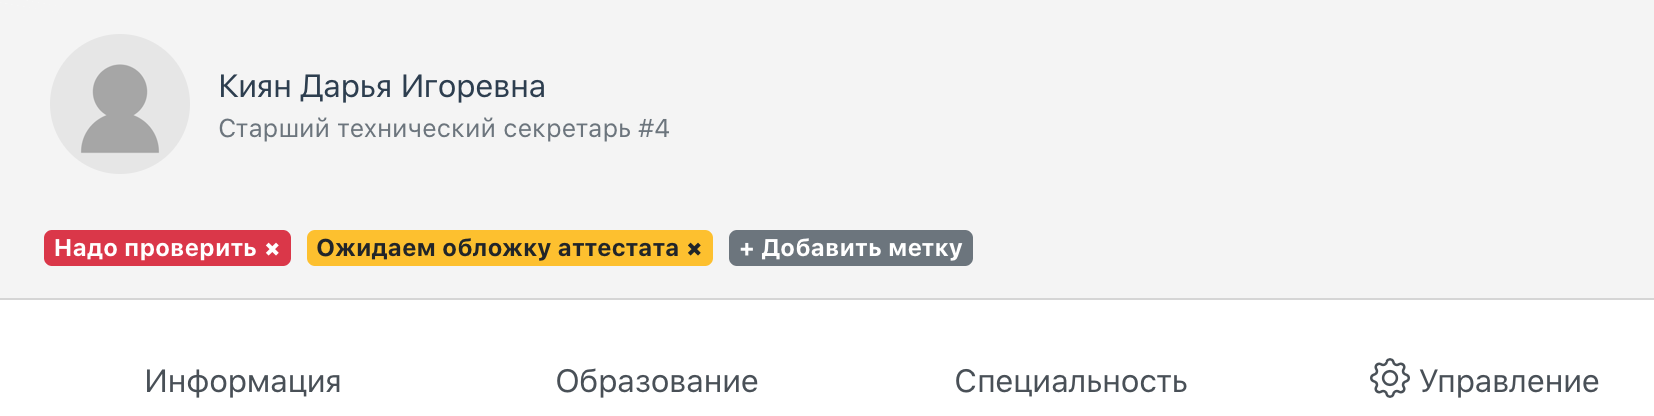 Киян Дарья Игоревна
Старший технический секретарь #4
Надо проверить × Ожидаем обложку аттестата × + Добавить метку
Информация Образование Специальность Управление